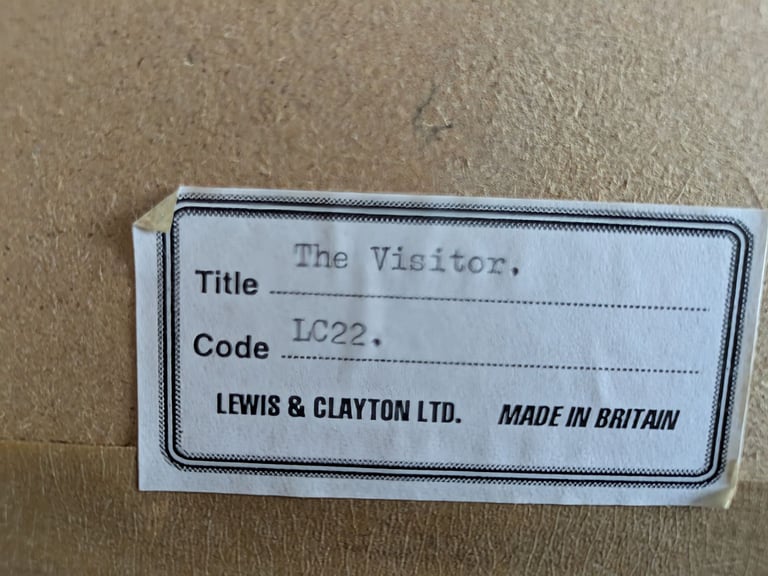 Title The Visitor.
Code LC22.
LEWIS & CLAYTON LTD. MADE IN BRITAIN